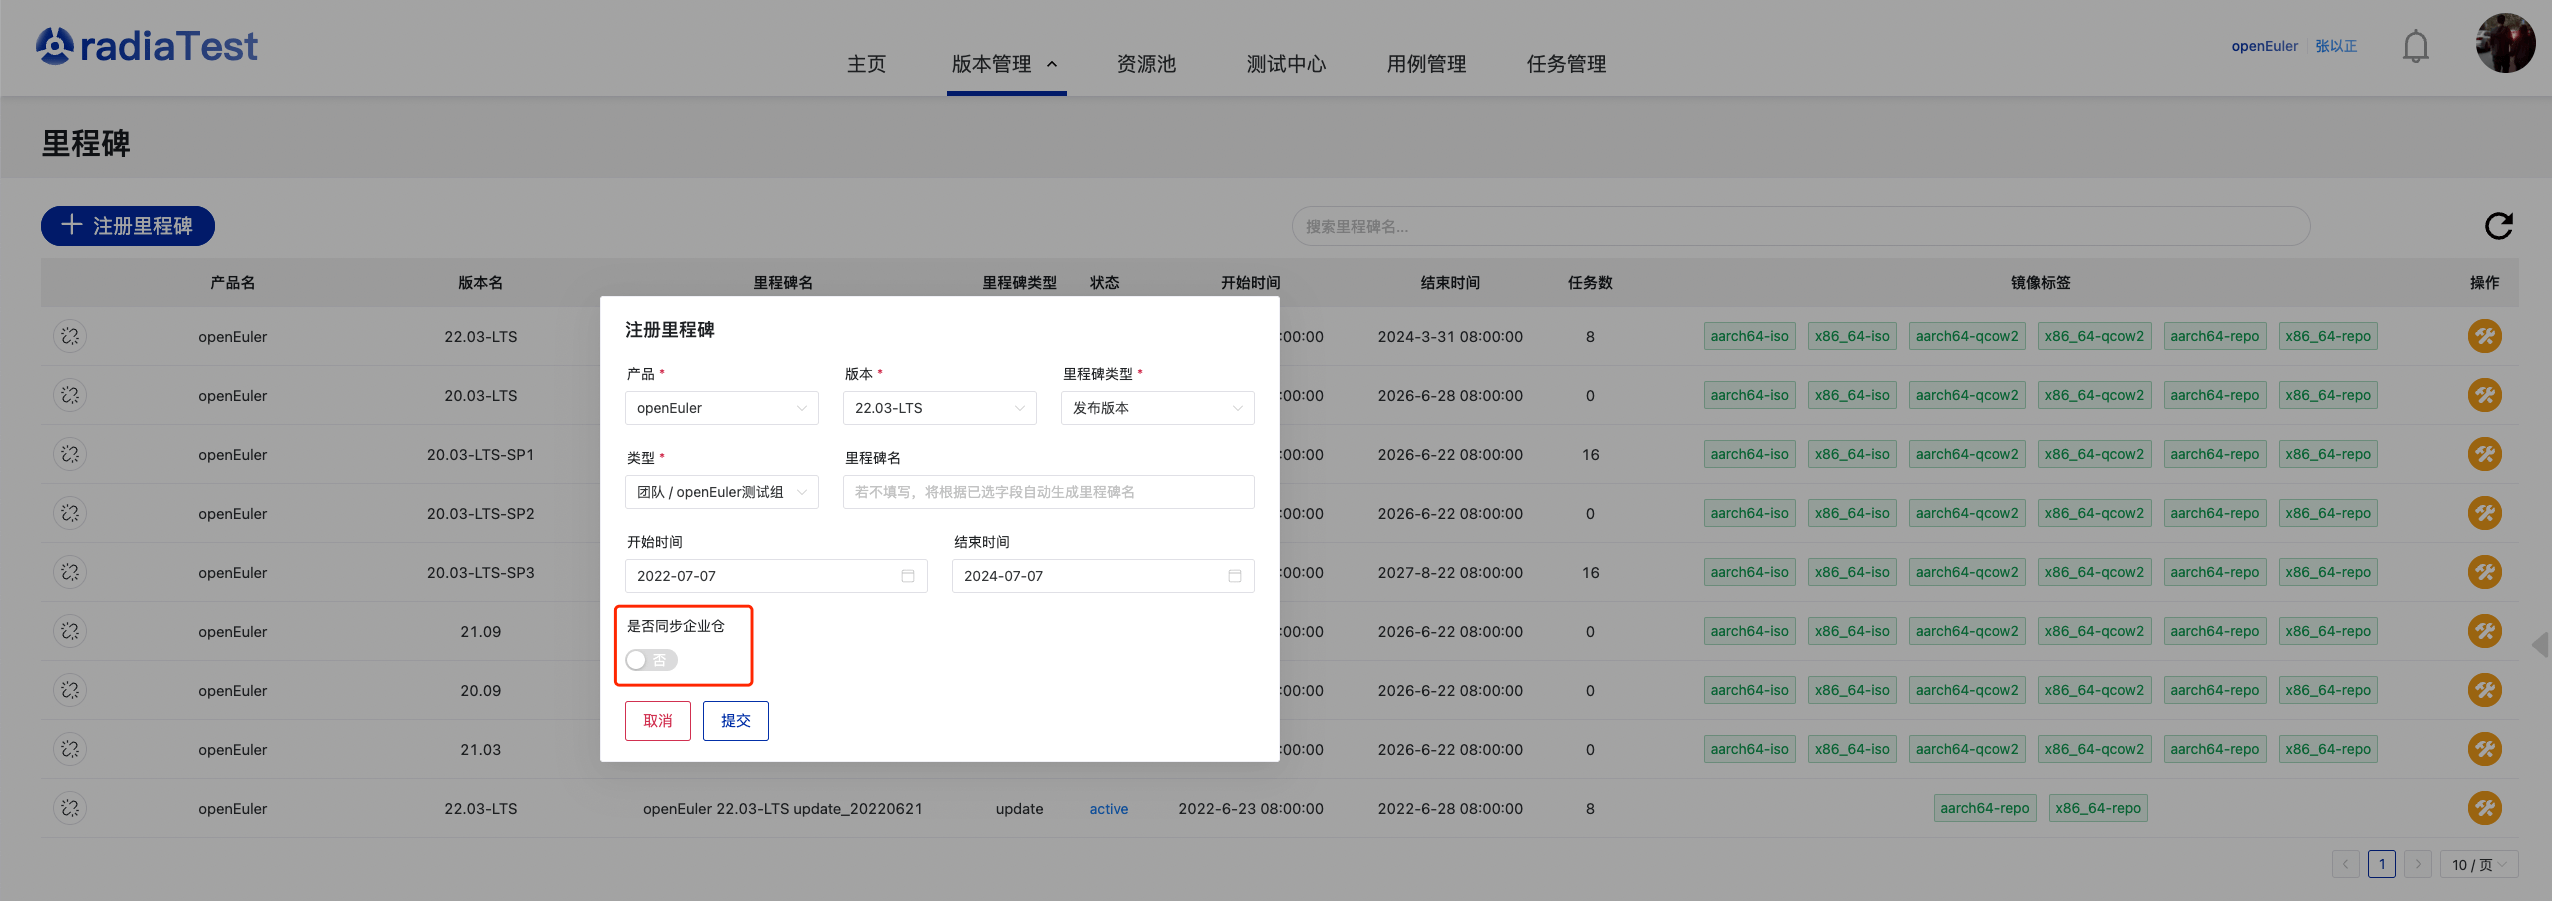 radiaTest
主页 版本管理 资源池 测试中心 用例管理 任务管理
openEuler 张以正
里程碑
注册里程碑
搜索里程碑名...
产品名 版本名 里程碑名 里程碑类型 状态 开始时间 结束时间 任务数 镜像标签 操作
openEuler 22.03-LTS :00:00 2024-3-31 08:00:00 8 aarch64-iso x86_64-iso aarch64-qcow2 x86_64-qcow2 aarch64-repo x86_64-repo
openEuler 20.03-LTS :00:00 2026-6-28 08:00:00 0 aarch64-iso x86_64-iso aarch64-qcow2 x86_64-qcow2 aarch64-repo x86_64-repo
openEuler 20.03-LTS-SP1 :00:00 2026-6-22 08:00:00 16 aarch64-iso x86_64-iso aarch64-qcow2 x86_64-qcow2 aarch64-repo x86_64-repo
openEuler 20.03-LTS-SP2 :00:00 2026-6-22 08:00:00 0 aarch64-iso x86_64-iso aarch64-qcow2 x86_64-qcow2 aarch64-repo x86_64-repo
openEuler 20.03-LTS-SP3 :00:00 2027-8-22 08:00:00 16 aarch64-iso x86_64-iso aarch64-qcow2 x86_64-qcow2 aarch64-repo x86_64-repo
openEuler 21.09 :00:00 2026-6-22 08:00:00 0 aarch64-iso x86_64-iso aarch64-qcow2 x86_64-qcow2 aarch64-repo x86_64-repo
openEuler 20.09 :00:00 2026-6-22 08:00:00 0 aarch64-iso x86_64-iso aarch64-qcow2 x86_64-qcow2 aarch64-repo x86_64-repo
openEuler 21.03 :00:00 2026-6-22 08:00:00 0 aarch64-iso x86_64-iso aarch64-qcow2 x86_64-qcow2 aarch64-repo x86_64-repo
openEuler 22.03-LTS openEuler 22.03-LTS update_20220621 update active 2022-6-23 08:00:00 2022-6-28 08:00:00 8 aarch64-repo x86_64-repo
1 10 / 页
注册里程碑
产品 * 版本 * 里程碑类型 *
openEuler 22.03-LTS 发布版本
类型 * 里程碑名
团队 / openEuler测试组 若不填写，将根据已选字段自动生成里程碑名
开始时间 结束时间
2022-07-07 2024-07-07
是否同步企业仓
否
取消 提交